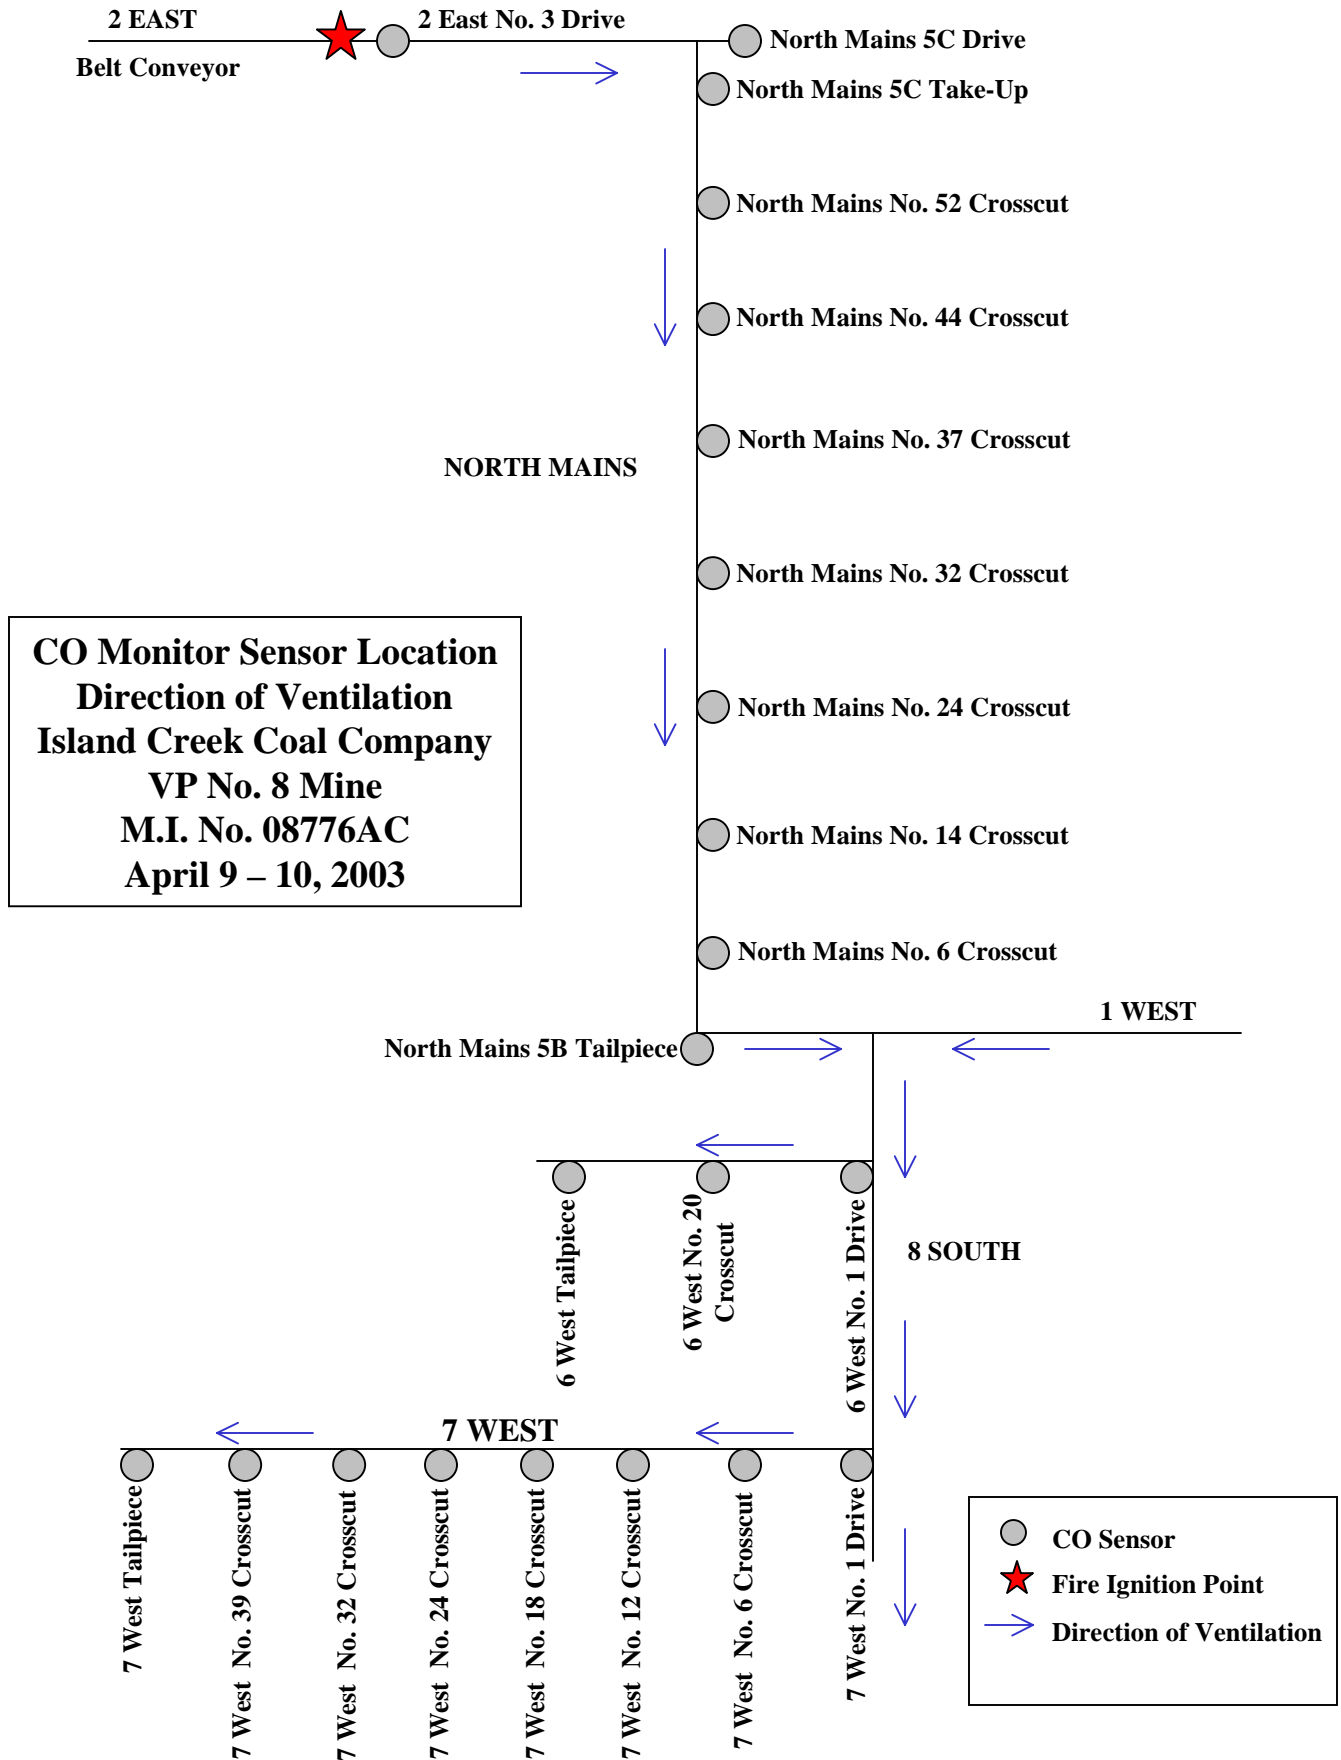 2 EAST
2 East No. 3 Drive
North Mains 5C Drive
Belt Conveyor
North Mains 5C Take-Up
North Mains No. 52 Crosscut
North Mains No. 44 Crosscut
North Mains No. 37 Crosscut
NORTH MAINS
North Mains No. 32 Crosscut
CO Monitor Sensor Location
Direction of Ventilation
Island Creek Coal Company
VP No. 8 Mine
M.I. No. 08776AC
April 9 – 10, 2003
North Mains No. 24 Crosscut
North Mains No. 14 Crosscut
North Mains No. 6 Crosscut
1 WEST
North Mains 5B Tailpiece
6 West Tailpiece
6 West No. 20
Crosscut
6 West No. 1 Drive
8 SOUTH
7 WEST
7 West Tailpiece
7 West No. 39 Crosscut
7 West No. 32 Crosscut
7 West No. 24 Crosscut
7 West No. 18 Crosscut
7 West No. 12 Crosscut
7 West No. 6 Crosscut
7 West No. 1 Drive
CO Sensor
Fire Ignition Point
Direction of Ventilation